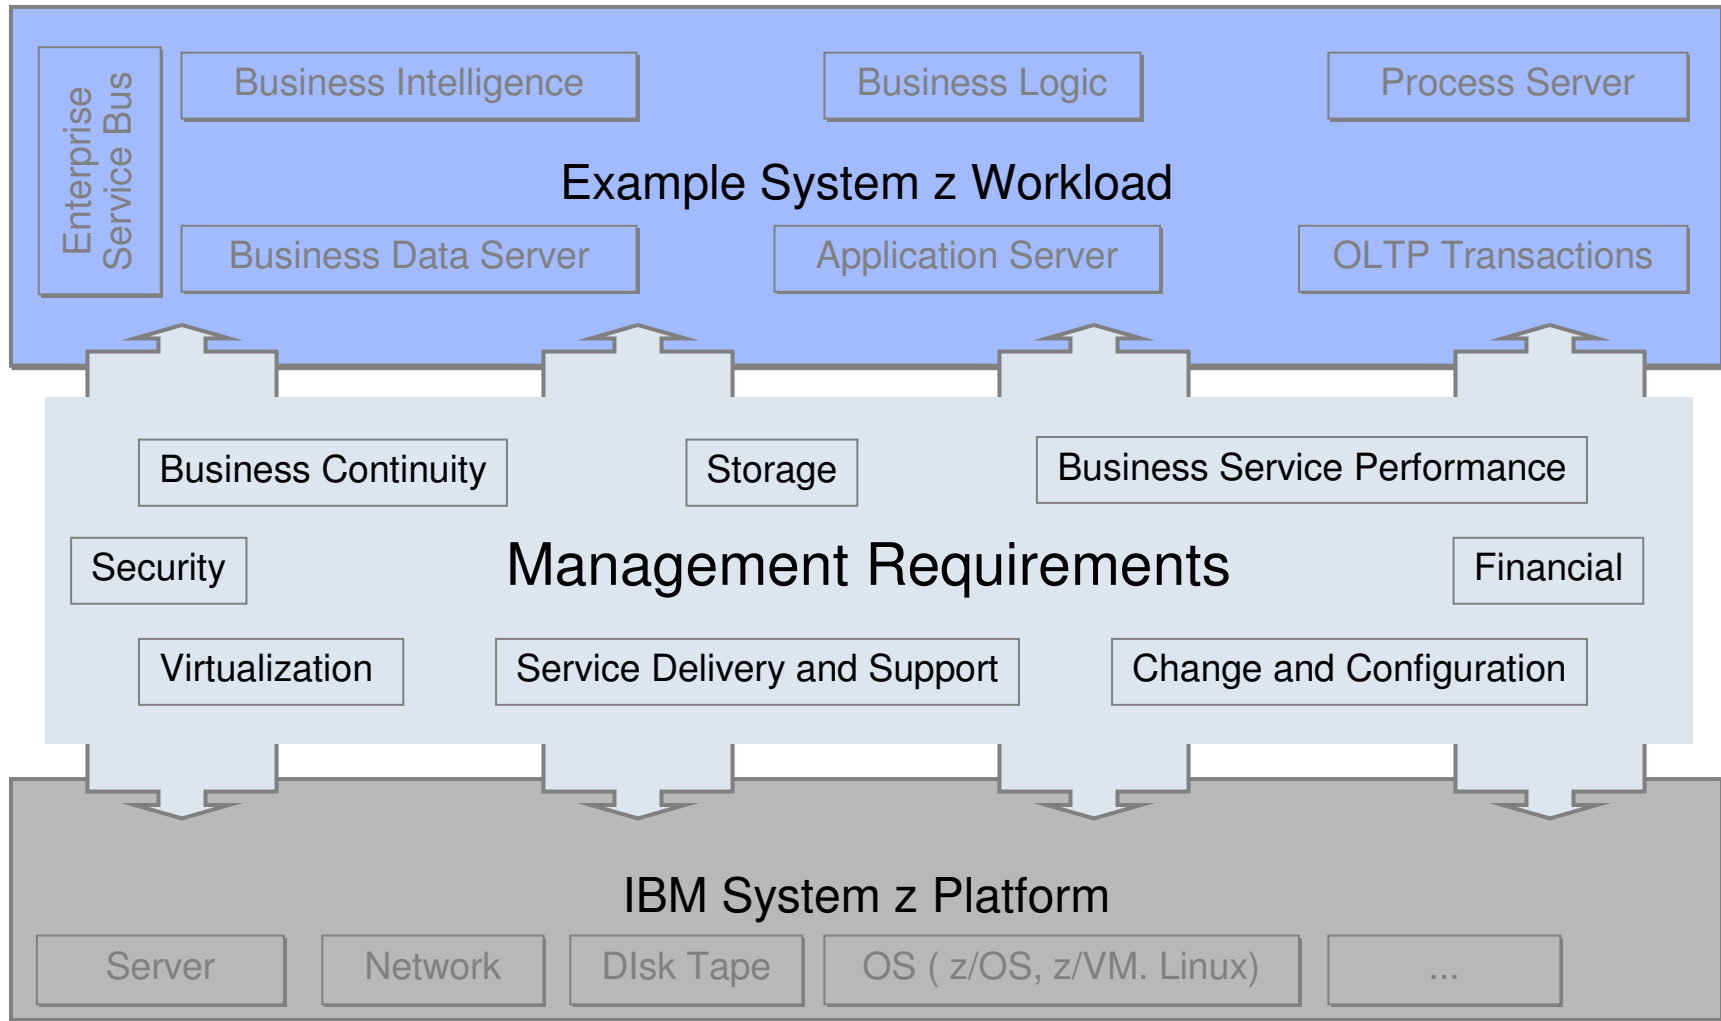 Enterprise
Service Bus
Business Intelligence
Business Logic
Process Server
Example System z Workload
Business Data Server
Application Server
OLTP Transactions
Business Continuity
Storage
Business Service Performance
Security
Management Requirements
Financial
Virtualization
Service Delivery and Support
Change and Configuration
IBM System z Platform
Server
Network
DIsk Tape
OS ( z/OS, z/VM. Linux)
...